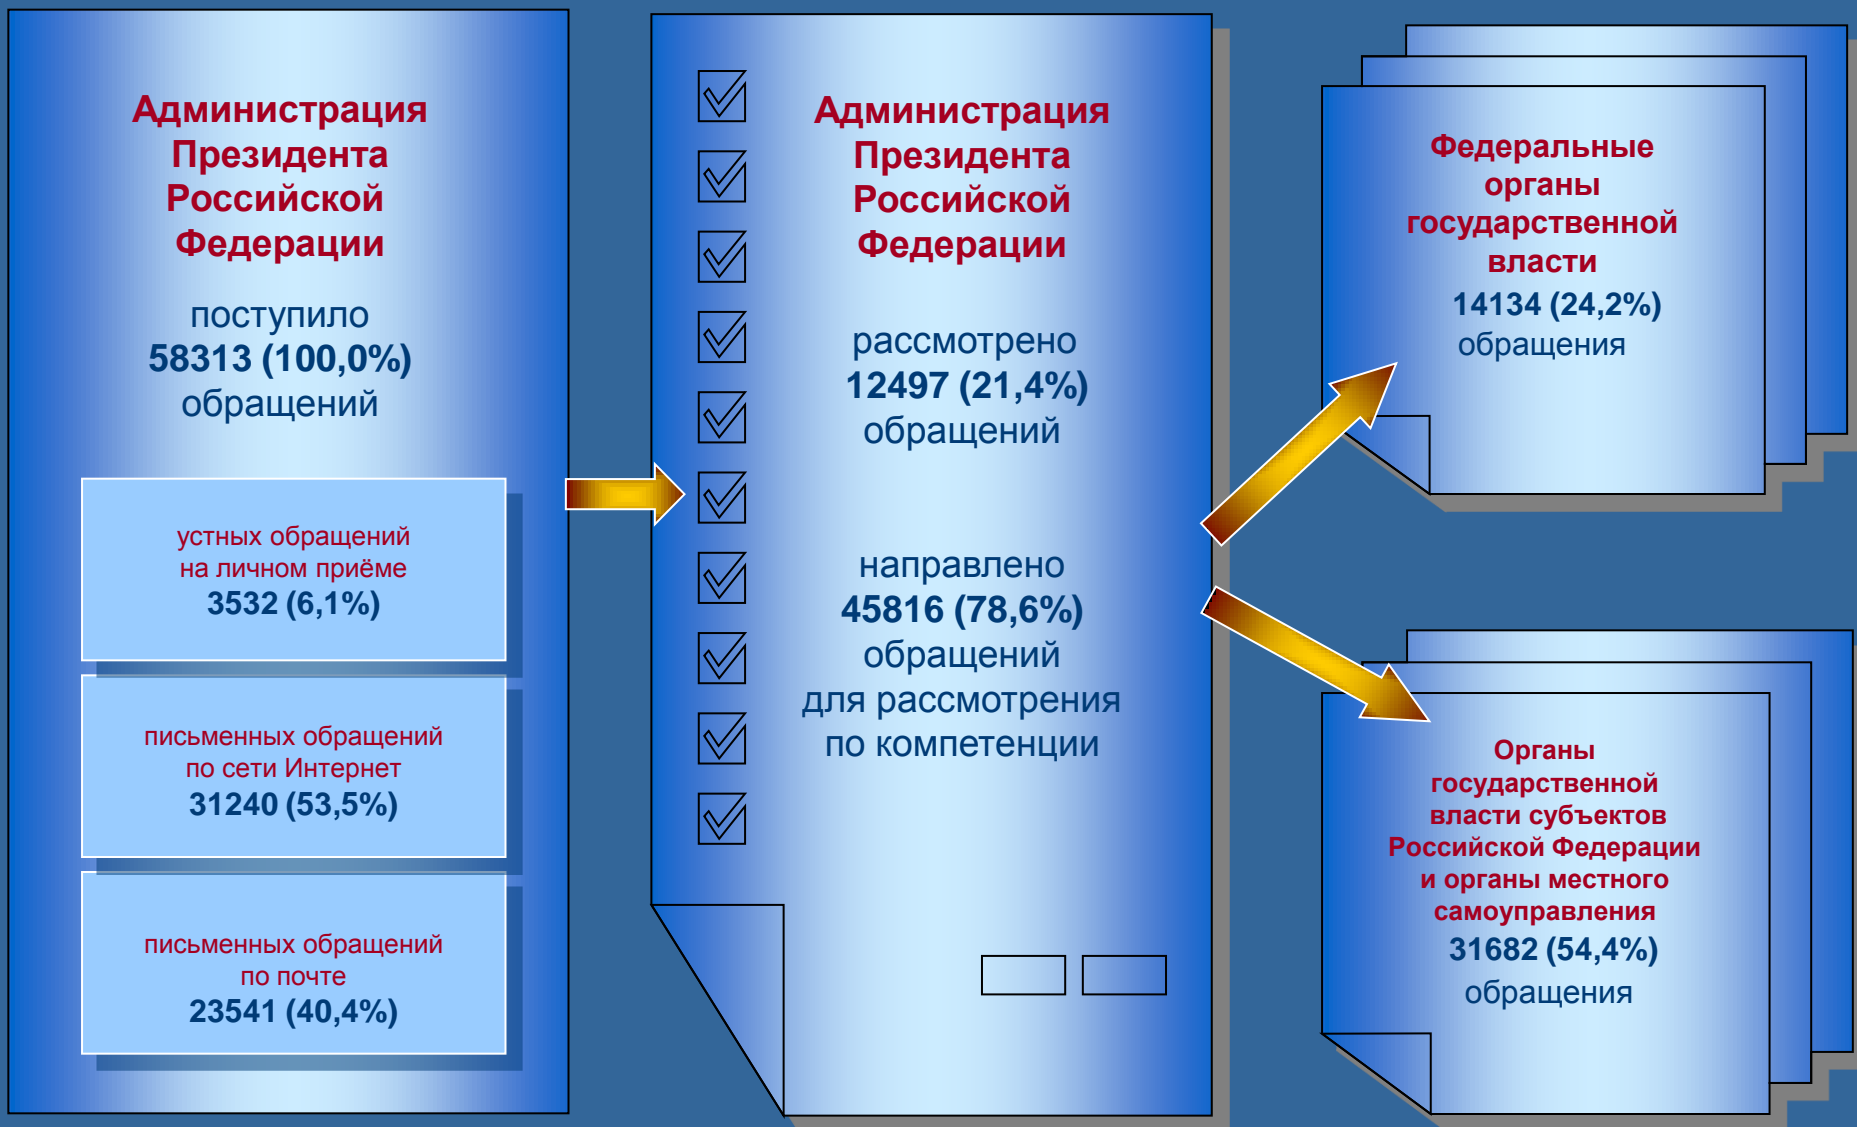 Администрация
Президента
Российской
Федерации
поступило
58313 (100,0%)
обращений
устных обращений
на личном приёме
3532 (6,1%)
письменных обращений
по сети Интернет
31240 (53,5%)
письменных обращений
по почте
23541 (40,4%)
Администрация
Президента
Российской
Федерации
рассмотрено
12497 (21,4%)
обращений
направлено
45816 (78,6%)
обращений
для рассмотрения
по компетенции
Федеральные
органы
государственной
власти
14134 (24,2%)
обращения
Органы
государственной
власти субъектов
Российской Федерации
и органы местного
самоуправления
31682 (54,4%)
обращения